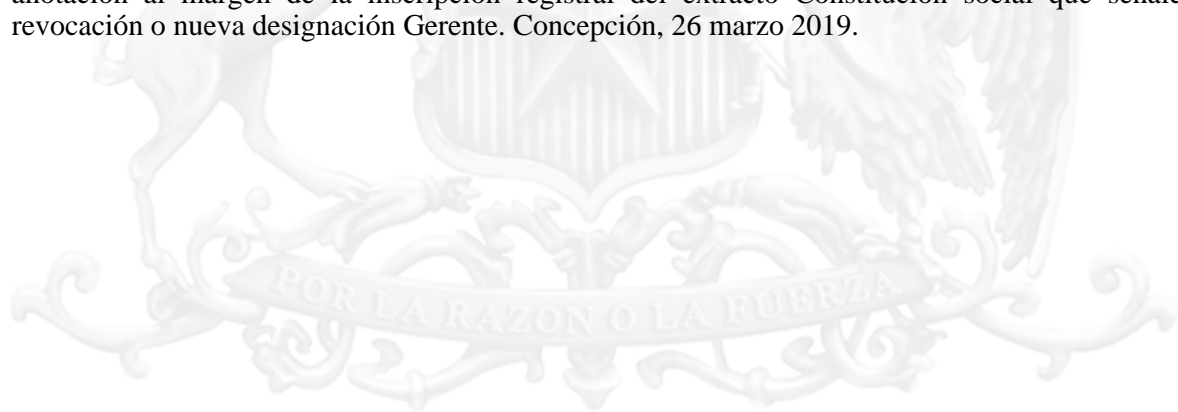 anotación al margen de la inscripción registral del extracto Constitución social que señale
revocación o nueva designación Gerente. Concepción, 26 marzo 2019.
POR LA RAZON O LA FUERZA